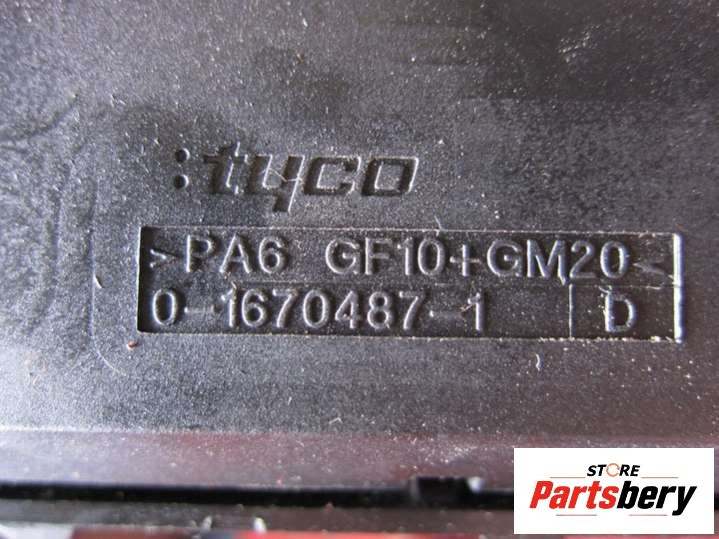 :tyco
>PA6 GF10+GM20<
0-1670487-1 D
STORE
Partsbery